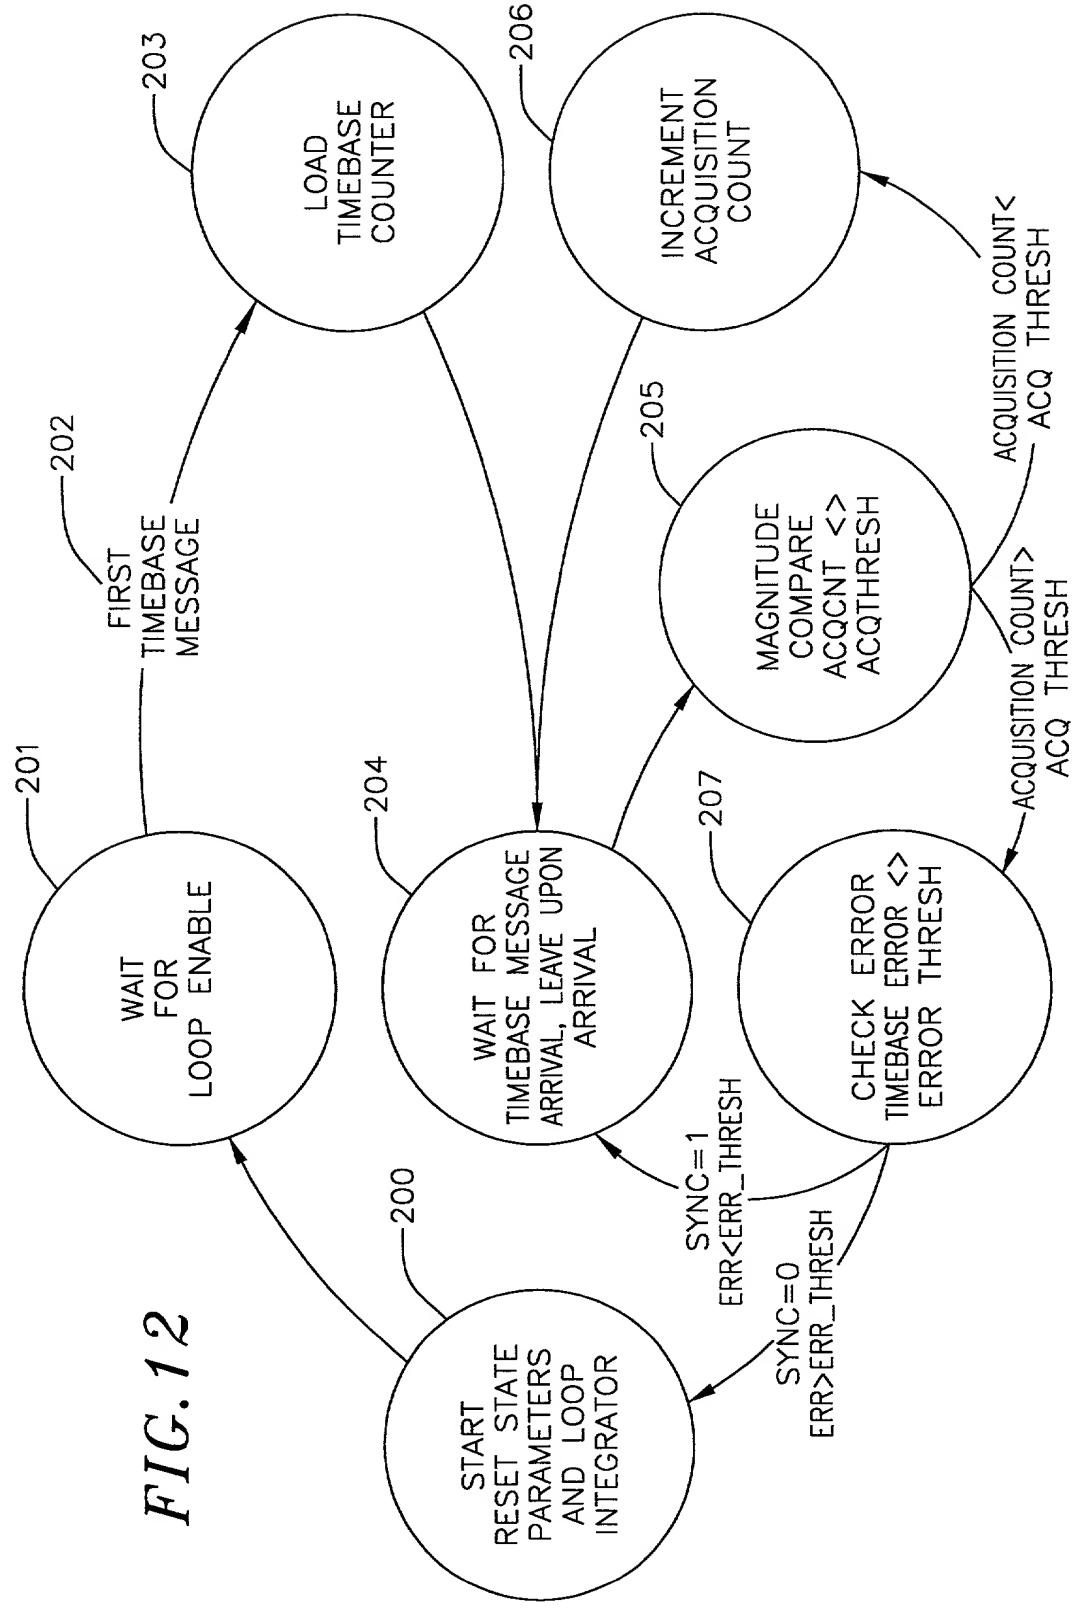 FIG.12
START
RESET STATE
PARAMETERS
AND LOOP
INTEGRATOR
200
WAIT
FOR
LOOP ENABLE
201
FIRST
TIMEBASE
MESSAGE
202
LOAD
TIMEBASE
COUNTER
203
WAIT FOR
TIMEBASE MESSAGE
ARRIVAL, LEAVE UPON
ARRIVAL
204
MAGNITUDE
COMPARE
ACQCNT <>
ACQTHRESH
205
INCREMENT
ACQUISITION
COUNT
206
ACQUISITION COUNT<
ACQ THRESH
ACQUISITION COUNT>
ACQ THRESH
CHECK ERROR
TIMEBASE ERROR <>
ERROR THRESH
207
SYNC=1
ERR<ERR_THRESH
SYNC=0
ERR>ERR_THRESH